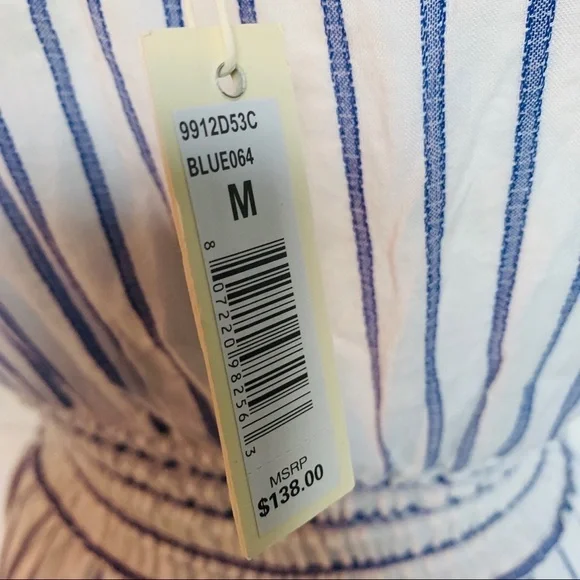 9912D53C
BLUE064
M
8 07220 98256 3
MSRP
$138.00